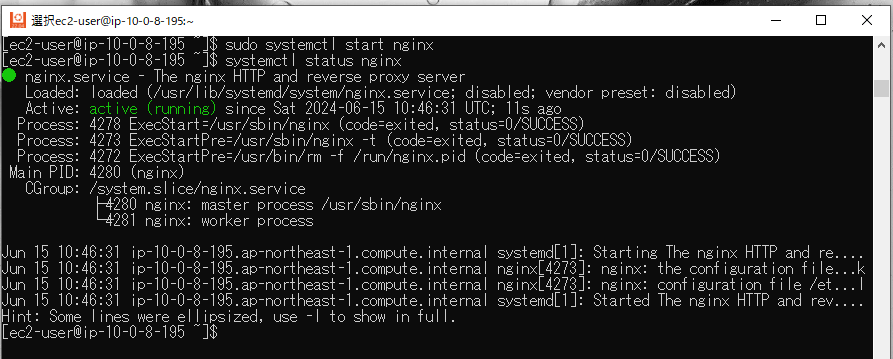 選択ec2-user@ip-10-0-8-195:~
[ec2-user@ip-10-0-8-195 ~]$ sudo systemctl start nginx
[ec2-user@ip-10-0-8-195 ~]$ systemctl status nginx
● nginx.service - The nginx HTTP and reverse proxy server
   Loaded: loaded (/usr/lib/systemd/system/nginx.service; disabled; vendor preset: disabled)
   Active: active (running) since Sat 2024-06-15 10:46:31 UTC; 11s ago
  Process: 4278 ExecStart=/usr/sbin/nginx (code=exited, status=0/SUCCESS)
  Process: 4273 ExecStartPre=/usr/sbin/nginx -t (code=exited, status=0/SUCCESS)
  Process: 4272 ExecStartPre=/usr/bin/rm -f /run/nginx.pid (code=exited, status=0/SUCCESS)
 Main PID: 4280 (nginx)
   CGroup: /system.slice/nginx.service
           ├─4280 nginx: master process /usr/sbin/nginx
           └─4281 nginx: worker process
Jun 15 10:46:31 ip-10-0-8-195.ap-northeast-1.compute.internal systemd[1]: Starting The nginx HTTP and re....
Jun 15 10:46:31 ip-10-0-8-195.ap-northeast-1.compute.internal nginx[4273]: nginx: the configuration file...k
Jun 15 10:46:31 ip-10-0-8-195.ap-northeast-1.compute.internal nginx[4273]: nginx: configuration file /et...l
Jun 15 10:46:31 ip-10-0-8-195.ap-northeast-1.compute.internal systemd[1]: Started The nginx HTTP and rev....
Hint: Some lines were ellipsized, use -l to show in full.
[ec2-user@ip-10-0-8-195 ~]$